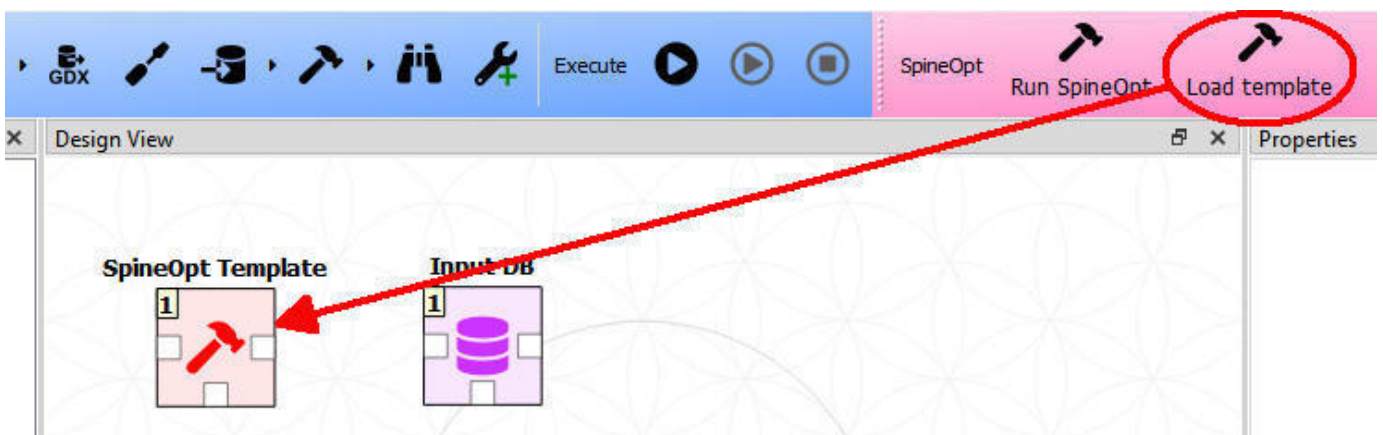 GDX
Execute
SpineOpt
Run SpineOpt
Load template
Design View
Properties
SpineOpt Template
Input DB
1
1